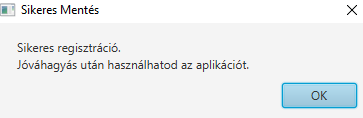 Sikeres Mentés
Sikeres regisztráció.
Jóváhagyás után használhatod az aplikációt.
OK